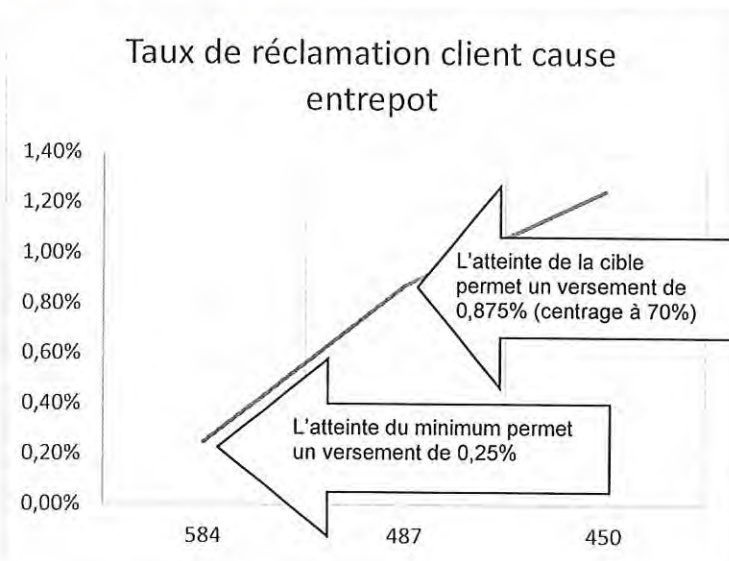 Taux de réclamation client cause
entrepot
1,40%
1,20%
1,00%
0,80%
0,60%
0,40%
0,20%
0,00%
L'atteinte de la cible
permet un versement de
0,875% (centrage à 70%)
L'atteinte du minimum permet
un versement de 0,25%
584
487
450